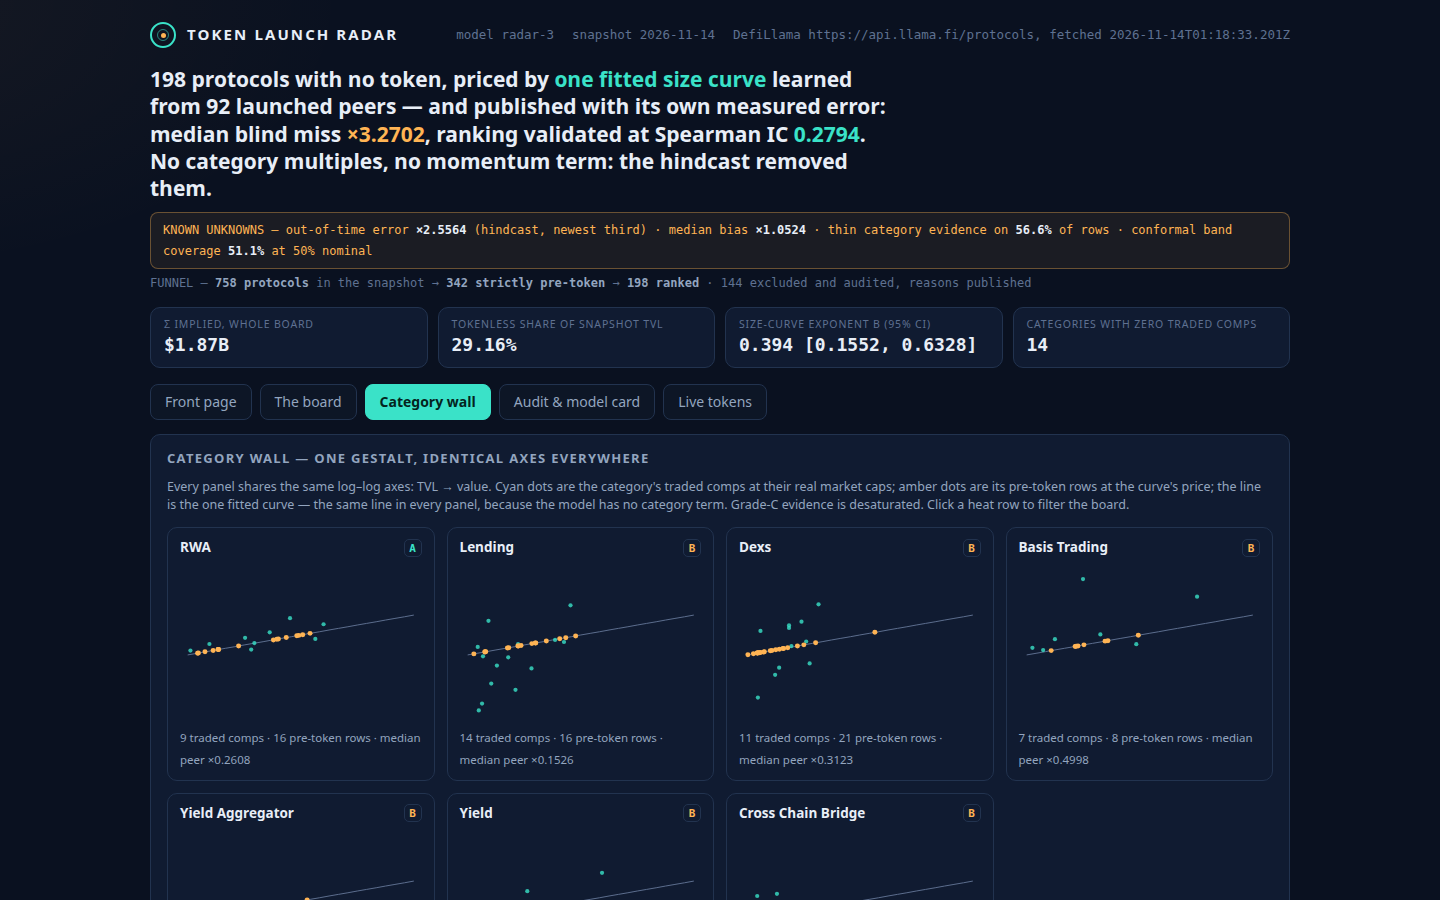 TOKEN LAUNCH RADAR
model radar-3 snapshot 2026-11-14 DefiLlama https://api.llama.fi/protocols, fetched 2026-11-14T01:18:33.201Z
198 protocols with no token, priced by one fitted size curve learned
from 92 launched peers — and published with its own measured error:
median blind miss ×3.2702, ranking validated at Spearman IC 0.2794.
No category multiples, no momentum term: the hindcast removed
them.
KNOWN UNKNOWNS — out-of-time error ×2.5564 (hindcast, newest third) · median bias ×1.0524 · thin category evidence on 56.6% of rows · conformal band
coverage 51.1% at 50% nominal
FUNNEL — 758 protocols in the snapshot → 342 strictly pre-token → 198 ranked · 144 excluded and audited, reasons published
Σ IMPLIED, WHOLE BOARD
$1.87B
TOKENLESS SHARE OF SNAPSHOT TVL
29.16%
SIZE-CURVE EXPONENT B (95% CI)
0.394 [0.1552, 0.6328]
CATEGORIES WITH ZERO TRADED COMPS
14
Front page
The board
Category wall
Audit & model card
Live tokens
CATEGORY WALL — ONE GESTALT, IDENTICAL AXES EVERYWHERE
Every panel shares the same log–log axes: TVL → value. Cyan dots are the category's traded comps at their real market caps; amber dots are its pre-token rows at the curve's price; the line
is the one fitted curve — the same line in every panel, because the model has no category term. Grade-C evidence is desaturated. Click a heat row to filter the board.
RWA A
9 traded comps · 16 pre-token rows · median
peer ×0.2608
Lending B
14 traded comps · 16 pre-token rows ·
median peer ×0.1526
Dexs B
11 traded comps · 21 pre-token rows ·
median peer ×0.3123
Basis Trading B
7 traded comps · 8 pre-token rows · median
peer ×0.4998
Yield Aggregator B
Yield B
Cross Chain Bridge B